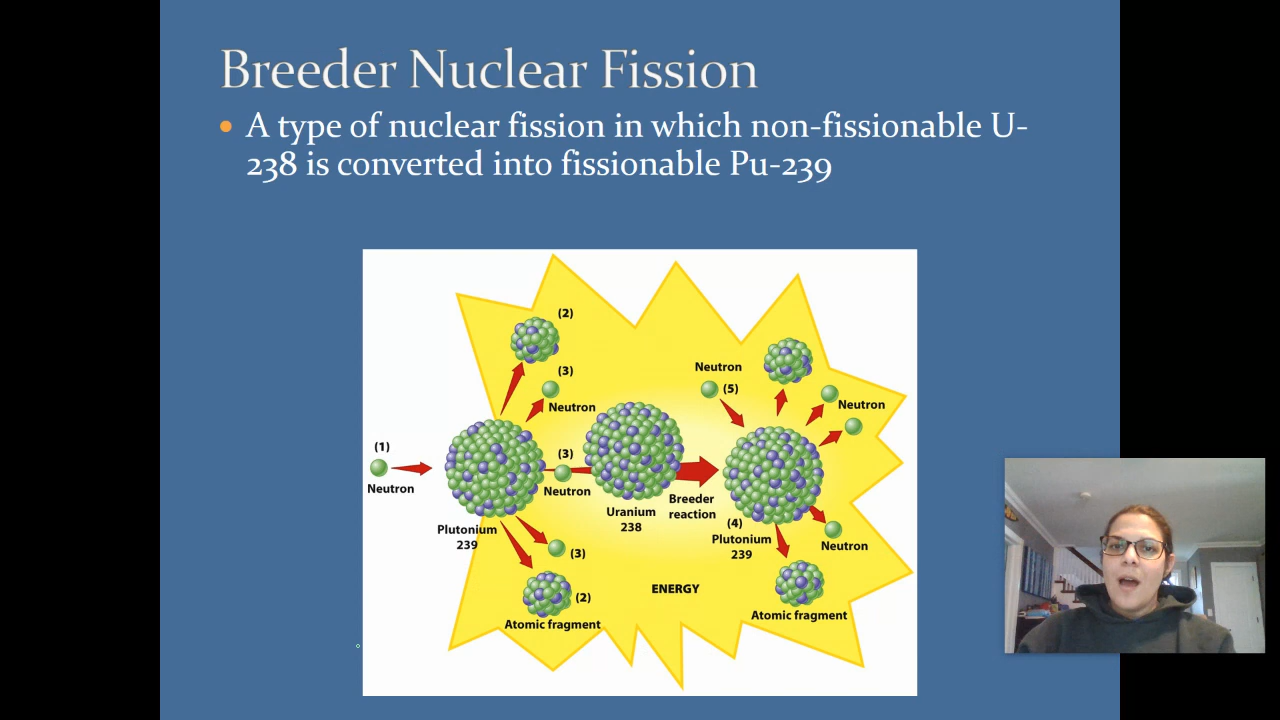 Breeder Nuclear Fission
A type of nuclear fission in which non-fissionable U-
238 is converted into fissionable Pu-239
(2)
(3)
Neutron
Neutron
(5)
Neutron
(1)
Neutron
(3)
Neutron
Uranium
238
Breeder
reaction
Plutonium
239
(4)
Plutonium
239
Neutron
(3)
(2)
Atomic fragment
ENERGY
Atomic fragment